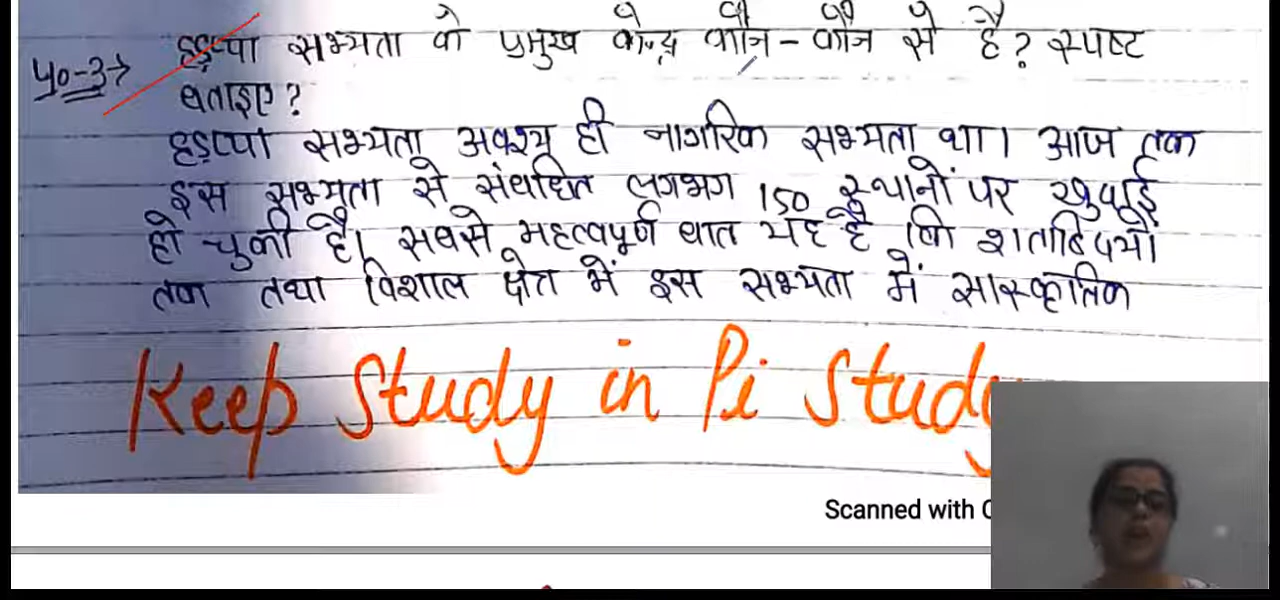 प्र०-3→ हड़प्पा सभ्यता के प्रमुख केन्द्र कौन - कौन से है? स्पष्ट
बताइए?
हड़प्पा सभ्यता अवश्य ही नागरिक सभ्यता था। आज तक
इस सभ्यता से संबंधित लगभग 150 स्थानों पर खुदाई
हो चुकी है। सबसे महत्वपूर्ण बात यह है कि शताब्दियों
तक तथा विशाल क्षेत्र में इस सभ्यता में सांस्कृतिक
Keep Study in Pi Study
Scanned with